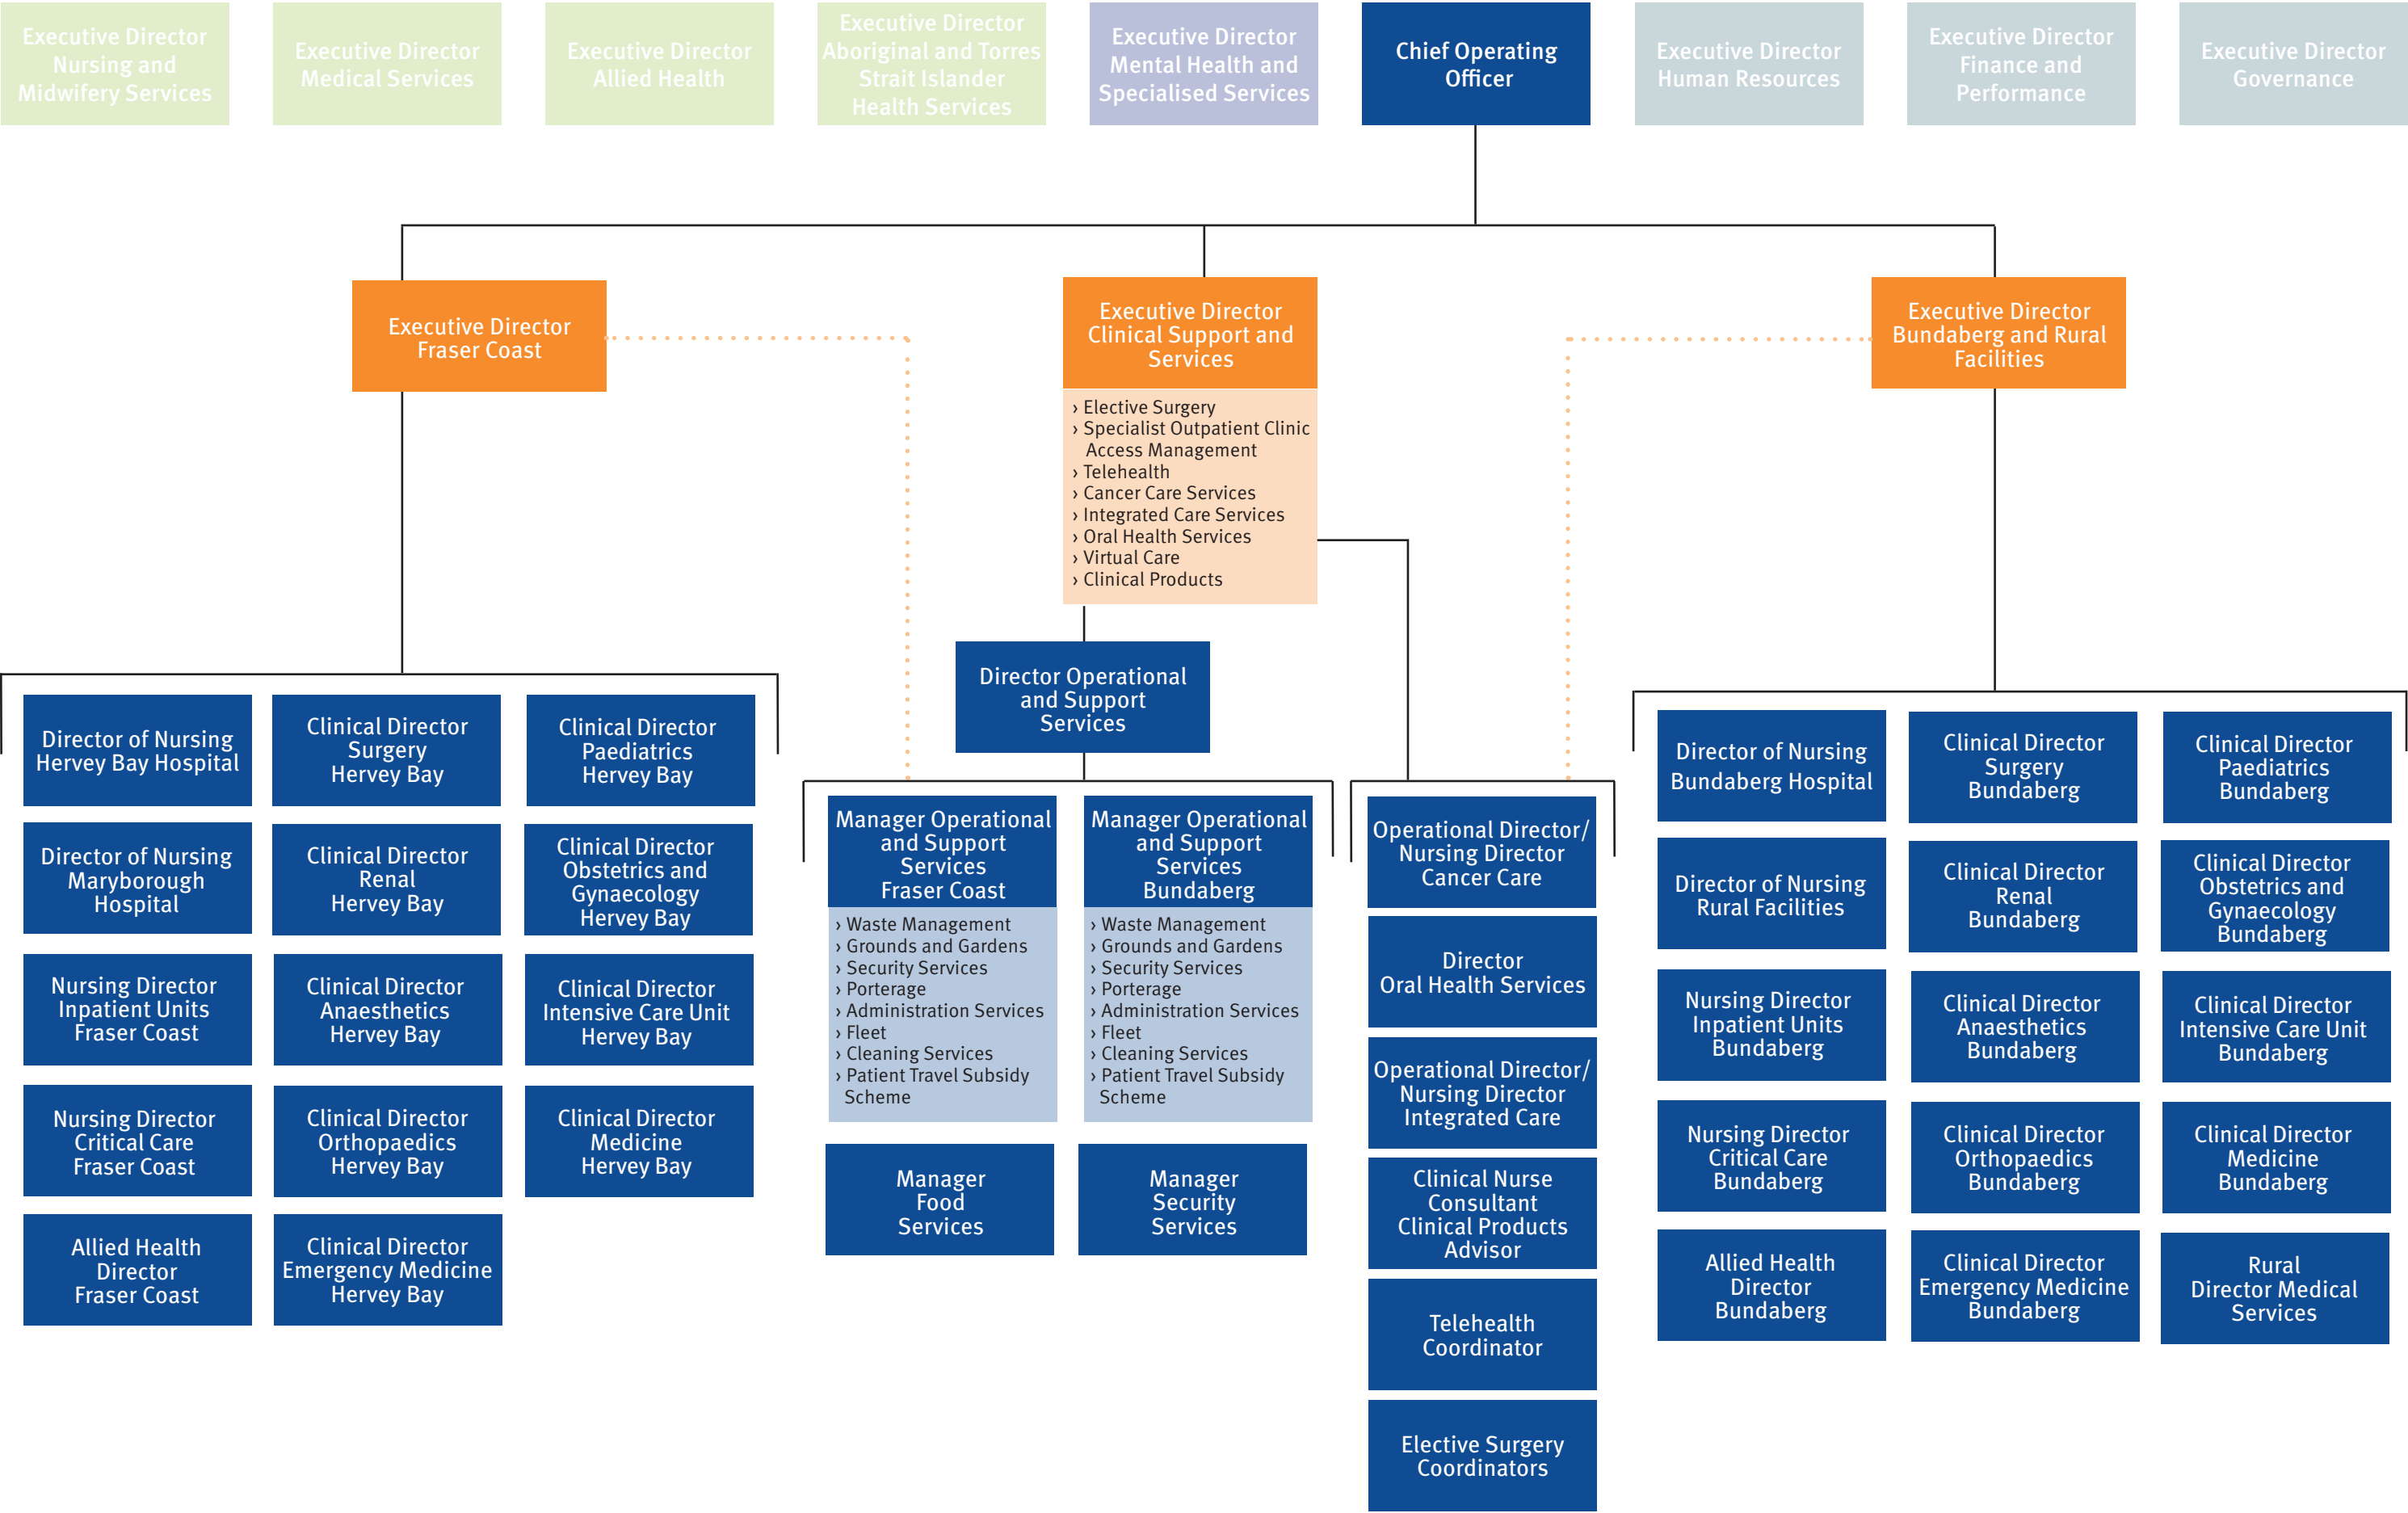 Executive Director
Nursing and
Midwifery Services
Executive Director
Medical Services
Executive Director
Allied Health
Executive Director
Aboriginal and Torres
Strait Islander
Health Services
Executive Director
Mental Health and
Specialised Services
Chief Operating
Officer
Executive Director
Human Resources
Executive Director
Finance and
Performance
Executive Director
Governance
Executive Director
Fraser Coast
Executive Director
Clinical Support and
Services
› Elective Surgery
› Specialist Outpatient Clinic
Access Management
› Telehealth
› Cancer Care Services
› Integrated Care Services
› Oral Health Services
› Virtual Care
› Clinical Products
Executive Director
Bundaberg and Rural
Facilities
Director of Nursing
Hervey Bay Hospital
Clinical Director
Surgery
Hervey Bay
Clinical Director
Paediatrics
Hervey Bay
Director of Nursing
Maryborough
Hospital
Clinical Director
Renal
Hervey Bay
Clinical Director
Obstetrics and
Gynaecology
Hervey Bay
Nursing Director
Inpatient Units
Fraser Coast
Clinical Director
Anaesthetics
Hervey Bay
Clinical Director
Intensive Care Unit
Hervey Bay
Nursing Director
Critical Care
Fraser Coast
Clinical Director
Orthopaedics
Hervey Bay
Clinical Director
Medicine
Hervey Bay
Allied Health
Director
Fraser Coast
Clinical Director
Emergency Medicine
Hervey Bay
Director Operational
and Support
Services
Manager Operational
and Support
Services
Fraser Coast
› Waste Management
› Grounds and Gardens
› Security Services
› Porterage
› Administration Services
› Fleet
› Cleaning Services
› Patient Travel Subsidy
Scheme
Manager Operational
and Support
Services
Bundaberg
› Waste Management
› Grounds and Gardens
› Security Services
› Porterage
› Administration Services
› Fleet
› Cleaning Services
› Patient Travel Subsidy
Scheme
Manager
Food
Services
Manager
Security
Services
Operational Director/
Nursing Director
Cancer Care
Director
Oral Health Services
Operational Director/
Nursing Director
Integrated Care
Clinical Nurse
Consultant
Clinical Products
Advisor
Telehealth
Coordinator
Elective Surgery
Coordinators
Director of Nursing
Bundaberg Hospital
Clinical Director
Surgery
Bundaberg
Clinical Director
Paediatrics
Bundaberg
Director of Nursing
Rural Facilities
Clinical Director
Renal
Bundaberg
Clinical Director
Obstetrics and
Gynaecology
Bundaberg
Nursing Director
Inpatient Units
Bundaberg
Clinical Director
Anaesthetics
Bundaberg
Clinical Director
Intensive Care Unit
Bundaberg
Nursing Director
Critical Care
Bundaberg
Clinical Director
Orthopaedics
Bundaberg
Clinical Director
Medicine
Bundaberg
Allied Health
Director
Bundaberg
Clinical Director
Emergency Medicine
Bundaberg
Rural
Director Medical
Services